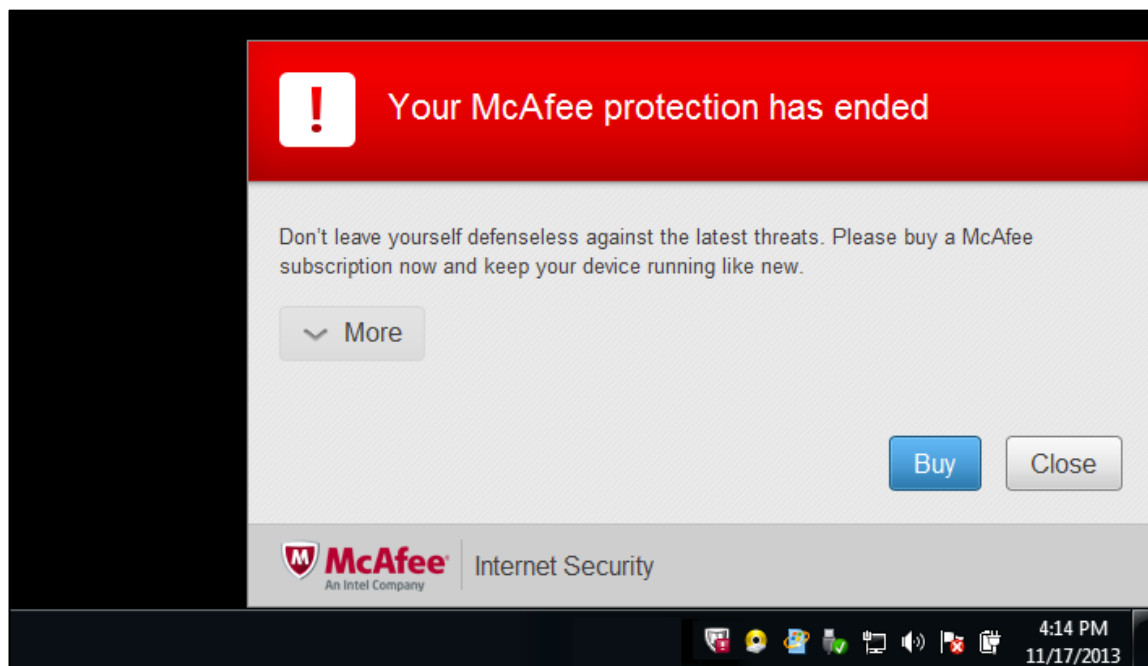 !
Your McAfee protection has ended
Don't leave yourself defenseless against the latest threats. Please buy a McAfee
subscription now and keep your device running like new.
More
Buy
Close
M
McAfee®
An Intel Company
Internet Security
4:14 PM
11/17/2013